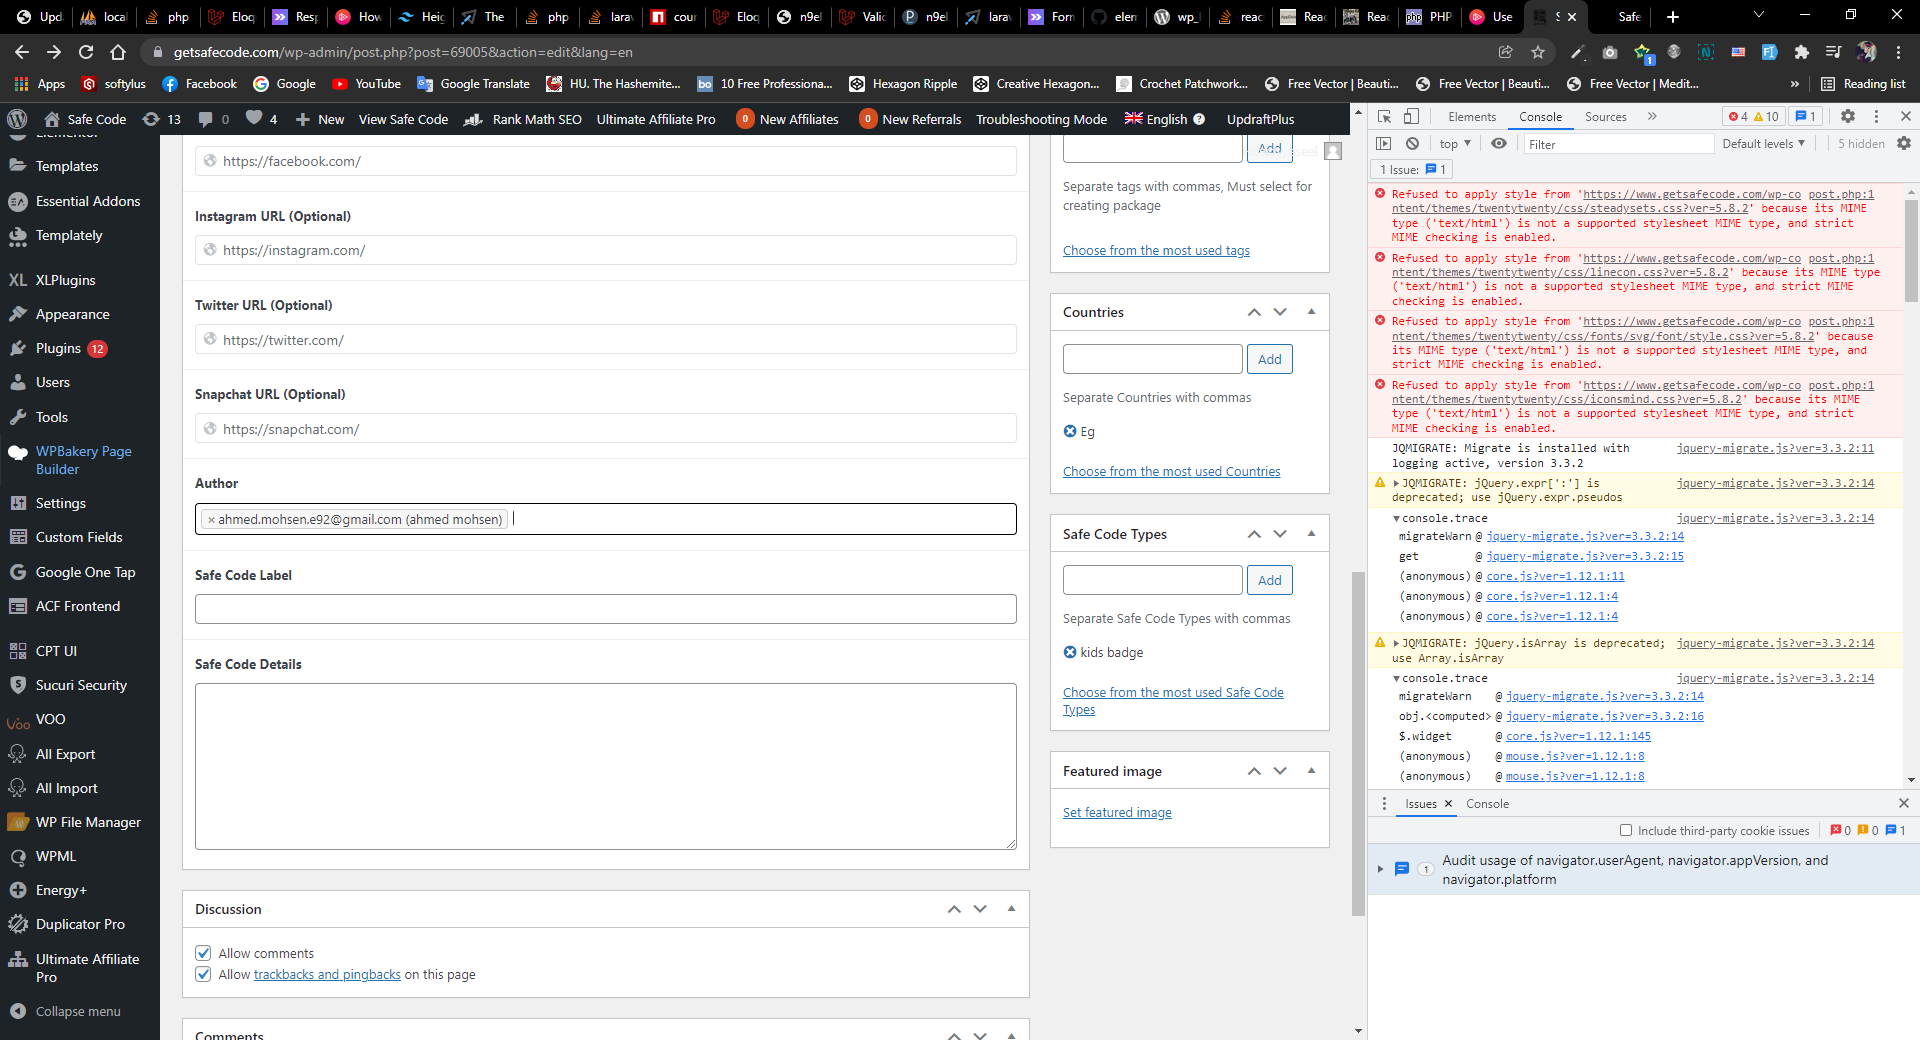 Upda
local
php
Eloq
Resp
How
Heig
The
php
larav
cour
Eloq
n9el
Valic
n9el
larav
Forn
elem
wp_l
reac
Reac
Reac
PHP
Use
S
Safe
getsafecode.com/wp-admin/post.php?post=69005&action=edit&lang=en
Apps
softylus
Facebook
Google
YouTube
Google Translate
HU. The Hashemite...
10 Free Professiona...
Hexagon Ripple
Creative Hexagon...
Crochet Patchwork...
Free Vector | Beauti...
Free Vector | Beauti...
Free Vector | Medit...
Reading list
Safe Code
13
0
4
New
View Safe Code
Rank Math SEO
Ultimate Affiliate Pro
0 New Affiliates
0 New Referrals
Troubleshooting Mode
English
UpdraftPlus
Elementor
Templates
Essential Addons
Templately
XL XLPlugins
Appearance
Plugins 12
Users
Tools
WPBakery Page
Builder
Settings
Custom Fields
Google One Tap
ACF Frontend
CPT UI
Sucuri Security
VOO
All Export
All Import
WP File Manager
WPML
Energy+
Duplicator Pro
Ultimate Affiliate
Pro
Collapse menu
https://facebook.com/
Instagram URL (Optional)
https://instagram.com/
Twitter URL (Optional)
https://twitter.com/
Snapchat URL (Optional)
https://snapchat.com/
Author
× ahmed.mohsen.e92@gmail.com (ahmed mohsen)
Safe Code Label
Safe Code Details
Discussion
Allow comments
Allow trackbacks and pingbacks on this page
Comments
Add
Separate tags with commas, Must select for
creating package
Choose from the most used tags
Countries
Add
Separate Countries with commas
Eg
Choose from the most used Countries
Safe Code Types
Add
Separate Safe Code Types with commas
kids badge
Choose from the most used Safe Code
Types
Featured image
Set featured image
Elements
Console
Sources
4
10
1
top
Filter
Default levels
5 hidden
1 Issue: 1
Refused to apply style from 'https://www.getsafecode.com/wp-co post.php:1
ntent/themes/twentytwenty/css/steadysets.css?ver=5.8.2' because its MIME
type ('text/html') is not a supported stylesheet MIME type, and strict
MIME checking is enabled.
Refused to apply style from 'https://www.getsafecode.com/wp-co post.php:1
ntent/themes/twentytwenty/css/linecon.css?ver=5.8.2' because its MIME type
('text/html') is not a supported stylesheet MIME type, and strict MIME
checking is enabled.
Refused to apply style from 'https://www.getsafecode.com/wp-co post.php:1
ntent/themes/twentytwenty/css/fonts/svg/font/style.css?ver=5.8.2' because
its MIME type ('text/html') is not a supported stylesheet MIME type, and
strict MIME checking is enabled.
Refused to apply style from 'https://www.getsafecode.com/wp-co post.php:1
ntent/themes/twentytwenty/css/iconsmind.css?ver=5.8.2' because its MIME
type ('text/html') is not a supported stylesheet MIME type, and strict
MIME checking is enabled.
JQMIGRATE: Migrate is installed with jquery-migrate.js?ver=3.3.2:11
logging active, version 3.3.2
JQMIGRATE: jQuery.expr[':'] is jquery-migrate.js?ver=3.3.2:14
deprecated; use jQuery.expr.pseudos
console.trace jquery-migrate.js?ver=3.3.2:14
migrateWarn @ jquery-migrate.js?ver=3.3.2:14
get @ jquery-migrate.js?ver=3.3.2:15
(anonymous) @ core.js?ver=1.12.1:11
(anonymous) @ core.js?ver=1.12.1:4
(anonymous) @ core.js?ver=1.12.1:4
JQMIGRATE: jQuery.isArray is deprecated; jquery-migrate.js?ver=3.3.2:14
use Array.isArray
console.trace jquery-migrate.js?ver=3.3.2:14
migrateWarn @ jquery-migrate.js?ver=3.3.2:14
obj.<computed> @ jquery-migrate.js?ver=3.3.2:16
$.widget @ core.js?ver=1.12.1:145
(anonymous) @ mouse.js?ver=1.12.1:8
(anonymous) @ mouse.js?ver=1.12.1:8
Issues
Console
Include third-party cookie issues
0
0
1
1
Audit usage of navigator.userAgent, navigator.appVersion, and
navigator.platform